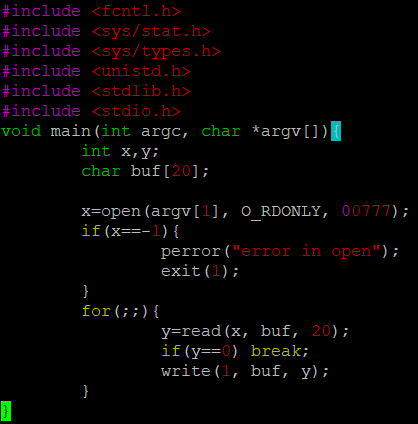 #include <fcntl.h>
#include <sys/stat.h>
#include <sys/types.h>
#include <unistd.h>
#include <stdlib.h>
#include <stdio.h>
void main(int argc, char *argv[]){
        int x,y;
        char buf[20];

        x=open(argv[1], O_RDONLY, 00777);
        if(x==-1){
                perror("error in open");
                exit(1);
        }
        for(;;){
                y=read(x, buf, 20);
                if(y==0) break;
                write(1, buf, y);
        }
}